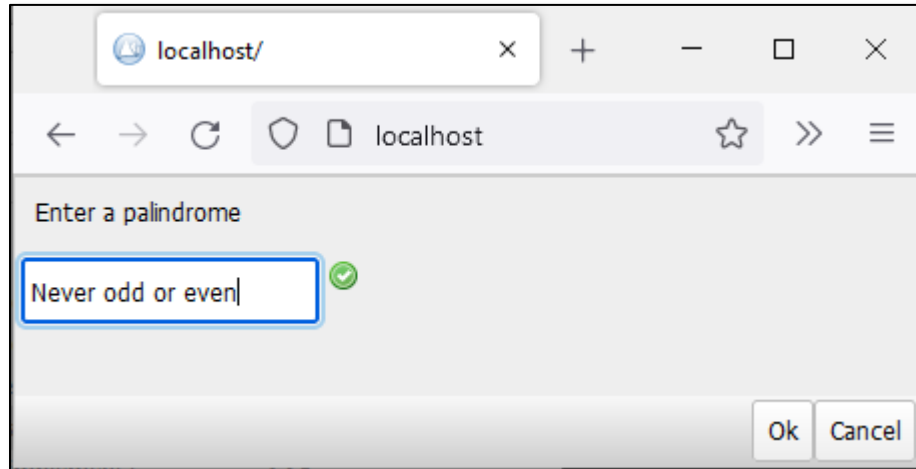 localhost/
localhost
Enter a palindrome
Never odd or even
Ok Cancel